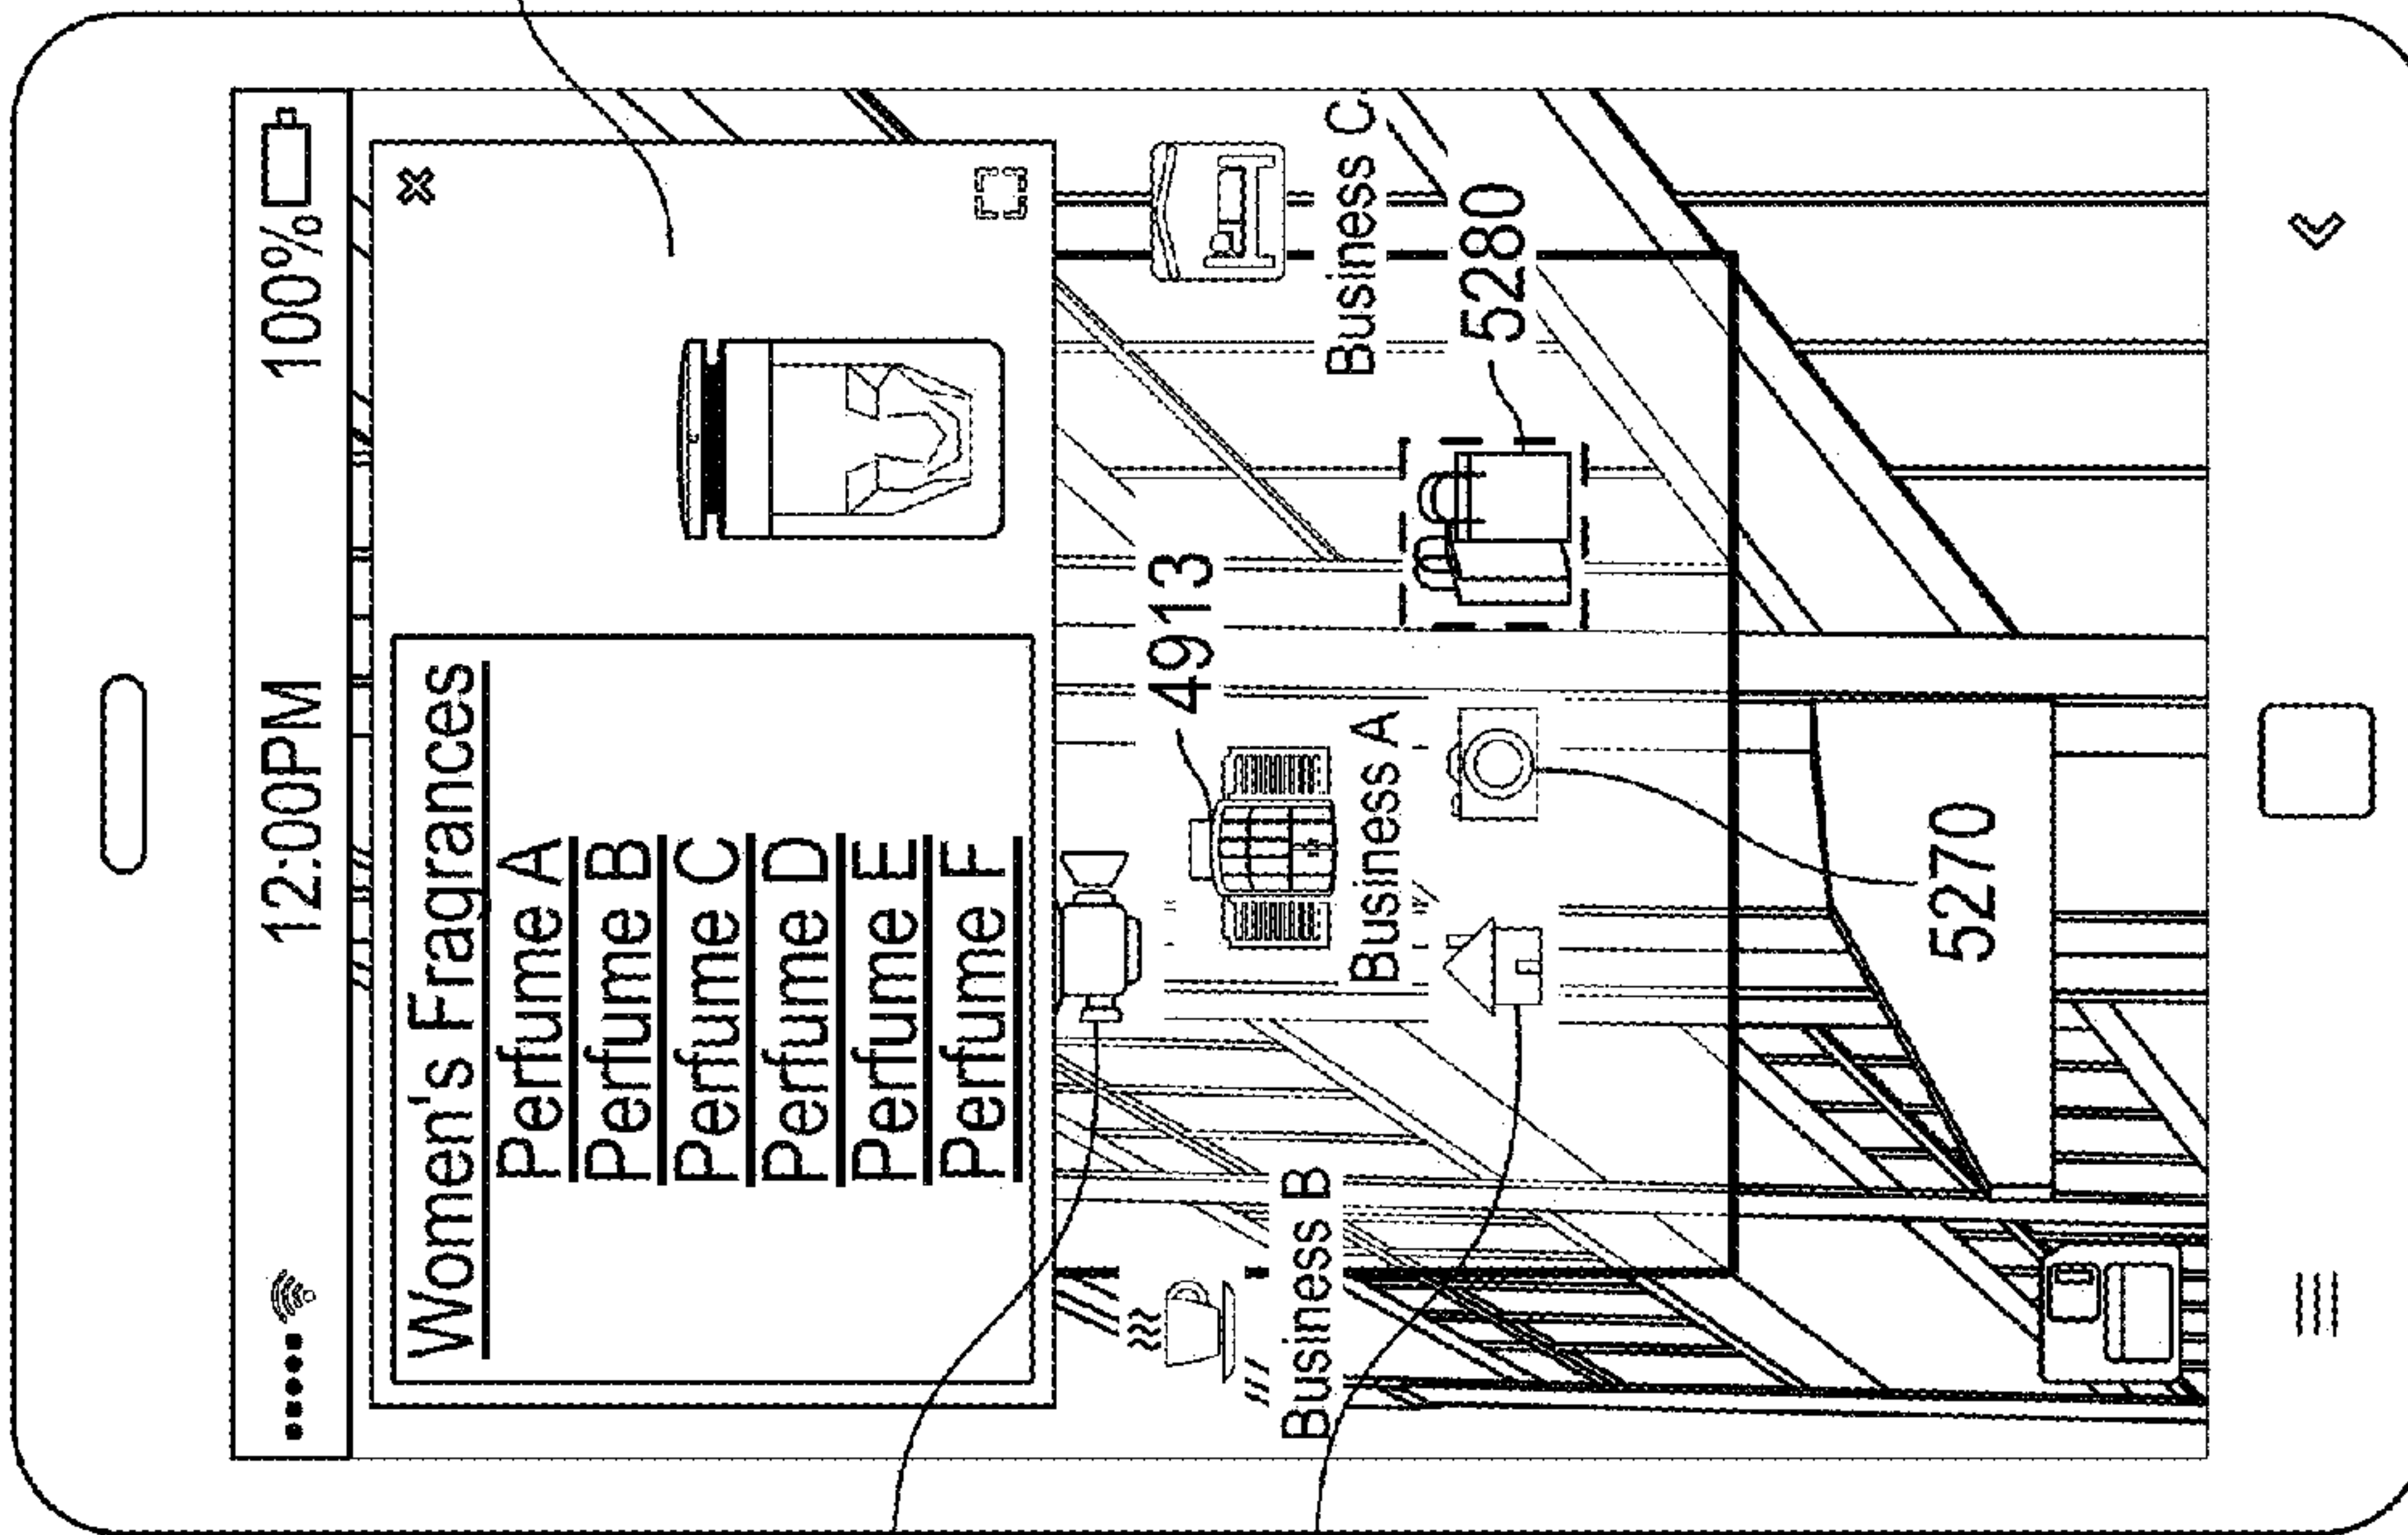 12:00PM
100%
Women's Fragrances
Perfume A
Perfume B
Perfume C
Perfume D
Perfume E
Perfume F
4913
Business B
Business A
Business C
5280
5270